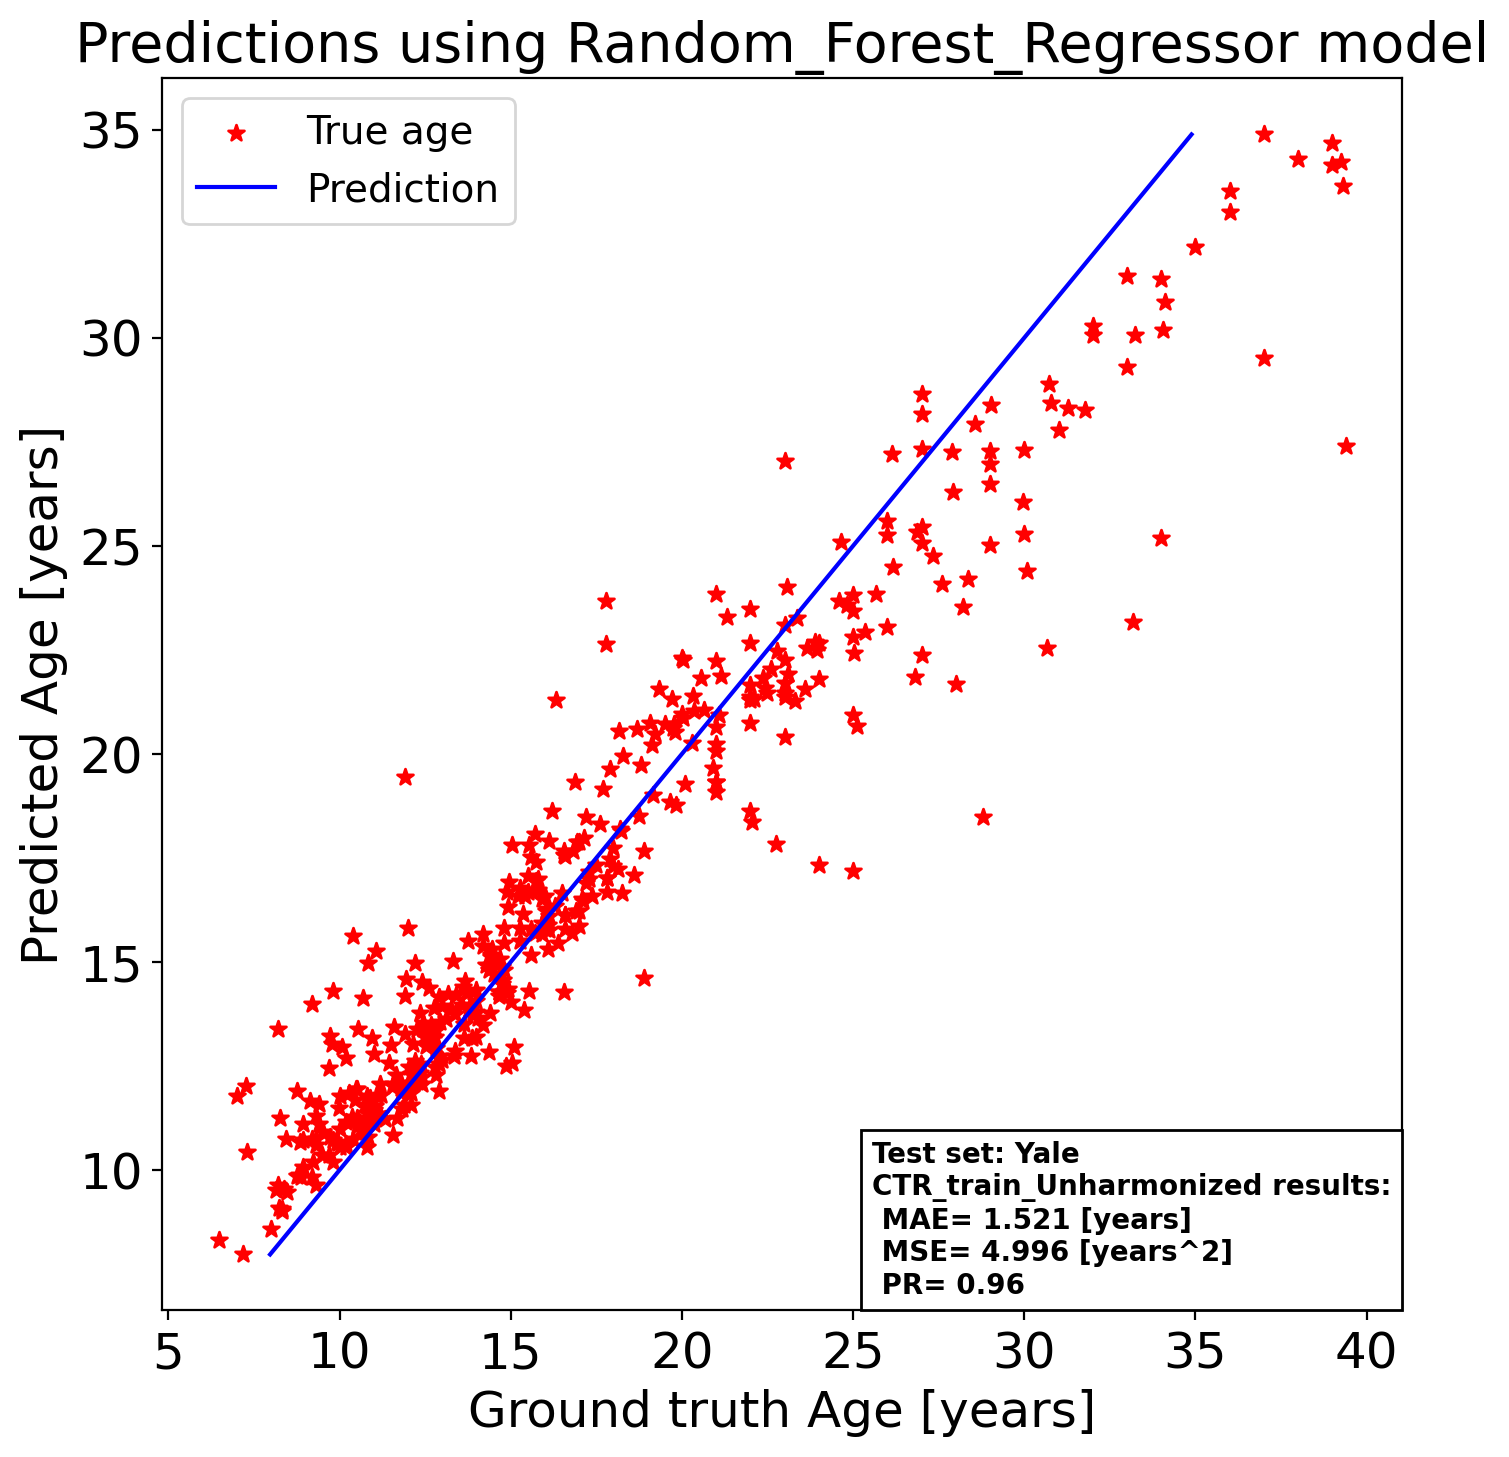 Predictions using Random_Forest_Regressor model
True age
Prediction
35
30
25
20
15
10
Predicted Age [years]
Test set: Yale
CTR_train_Unharmonized results:
MAE= 1.521 [years]
MSE= 4.996 [years^2]
PR= 0.96
5 10 15 20 25 30 35 40
Ground truth Age [years]